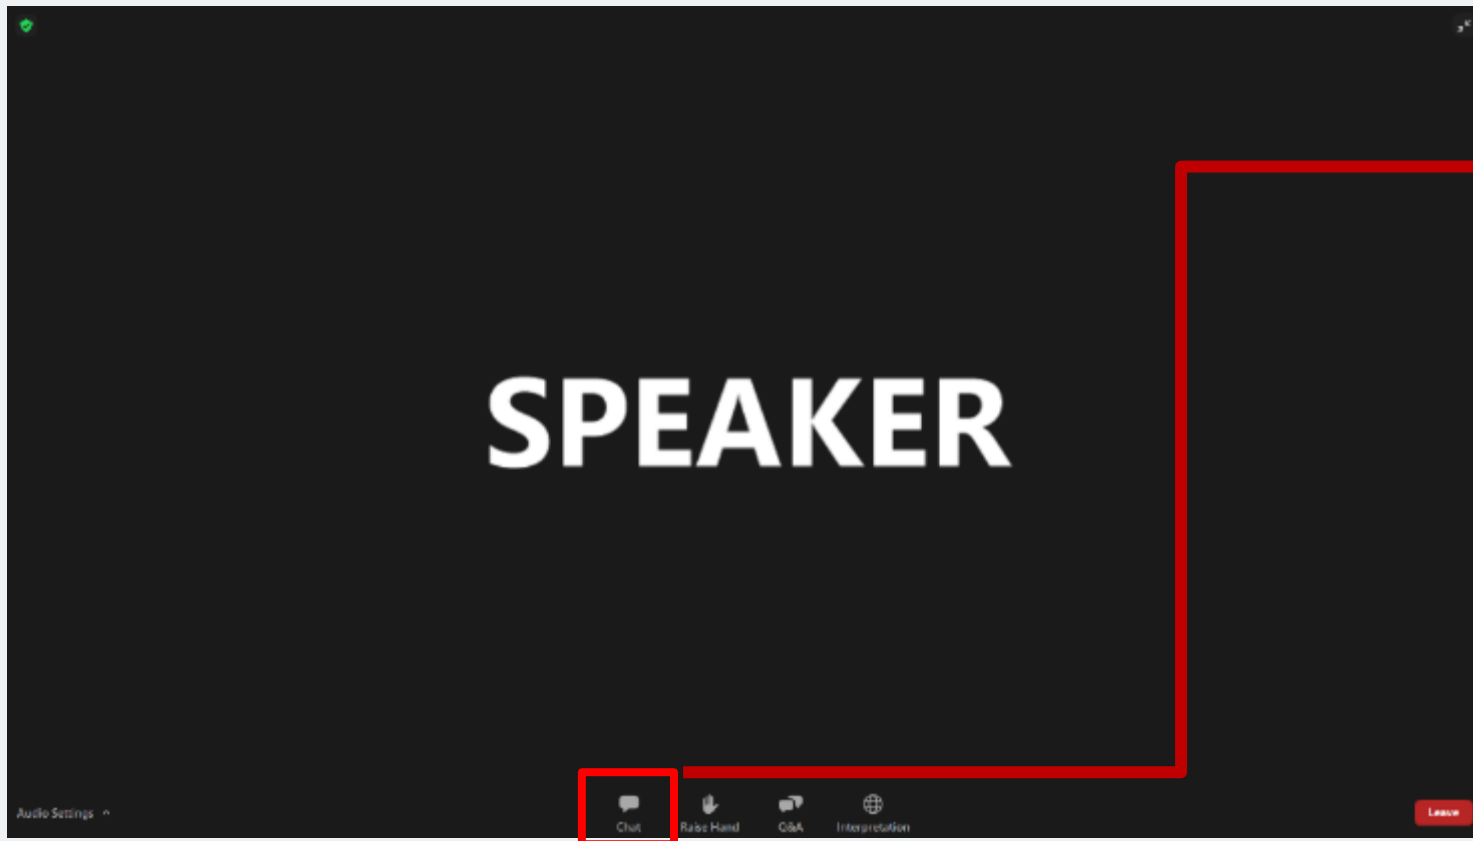 SPEAKER
Audio Settings
Chat
Raise Hand
Q&A
Interpretation
Leave